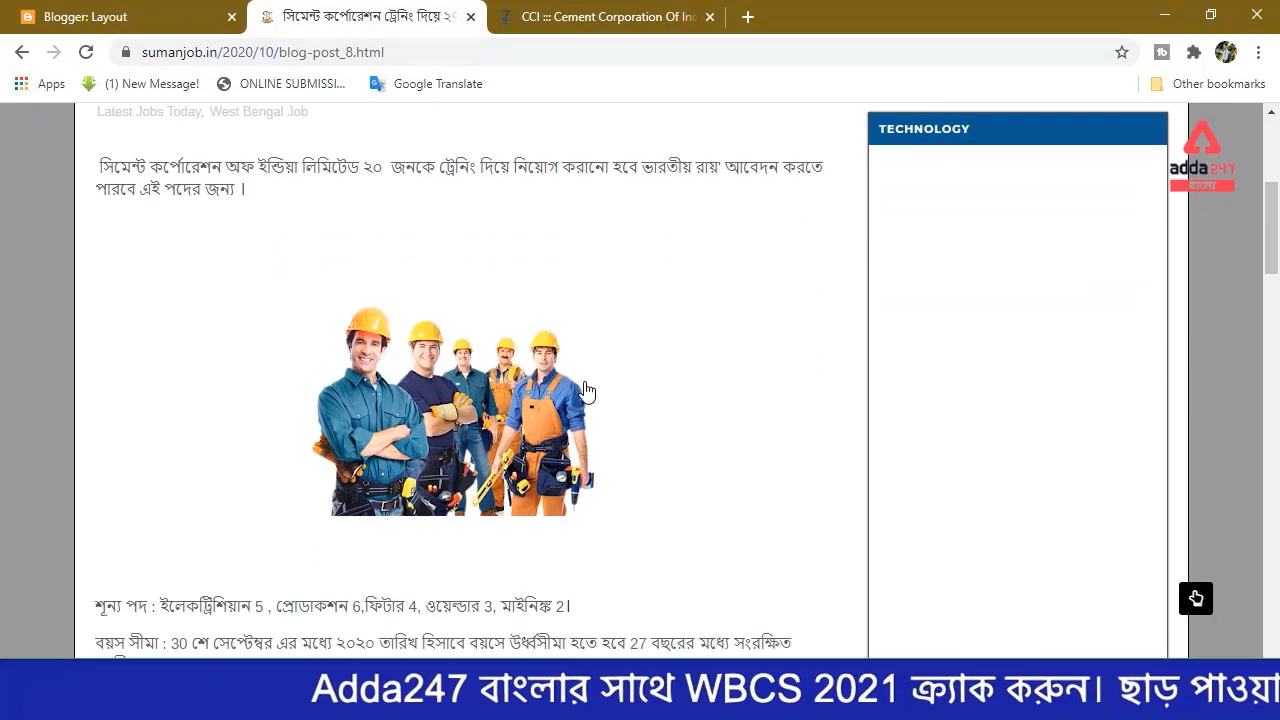 Blogger: Layout
সিমেন্ট কর্পোরেশন ট্রেনিং দিয়ে
CCI ::: Cement Corporation Of
sumanjob.in/2020/10/blog-post_8.html
Apps
(1) New Message!
ONLINE SUBMISSI...
Google Translate
Other bookmarks
Latest Jobs Today, West Bengal Job
TECHNOLOGY
adda247
বাংলা
সিমেন্ট কর্পোরেশন অফ ইন্ডিয়া লিমিটেড ২০ জনকে ট্রেনিং দিয়ে নিয়োগ করানো হবে ভারতীয় রায়' আবেদন করতে
পারবে এই পদের জন্য ।
শূন্য পদ : ইলেকট্রিশিয়ান 5 , প্রোডাকশন 6,ফিটার 4, ওয়েল্ডার 3, মাইনিঙ্ক 2।
বয়স সীমা : 30 শে সেপ্টেম্বর এর মধ্যে ২০২০ তারিখ হিসাবে বয়সে উর্ধ্বসীমা হতে হবে 27 বছরের মধ্যে সংরক্ষিত
Adda247 বাংলার সাথে WBCS 2021 ক্র্যাক করুন। ছাড় পাওয়া